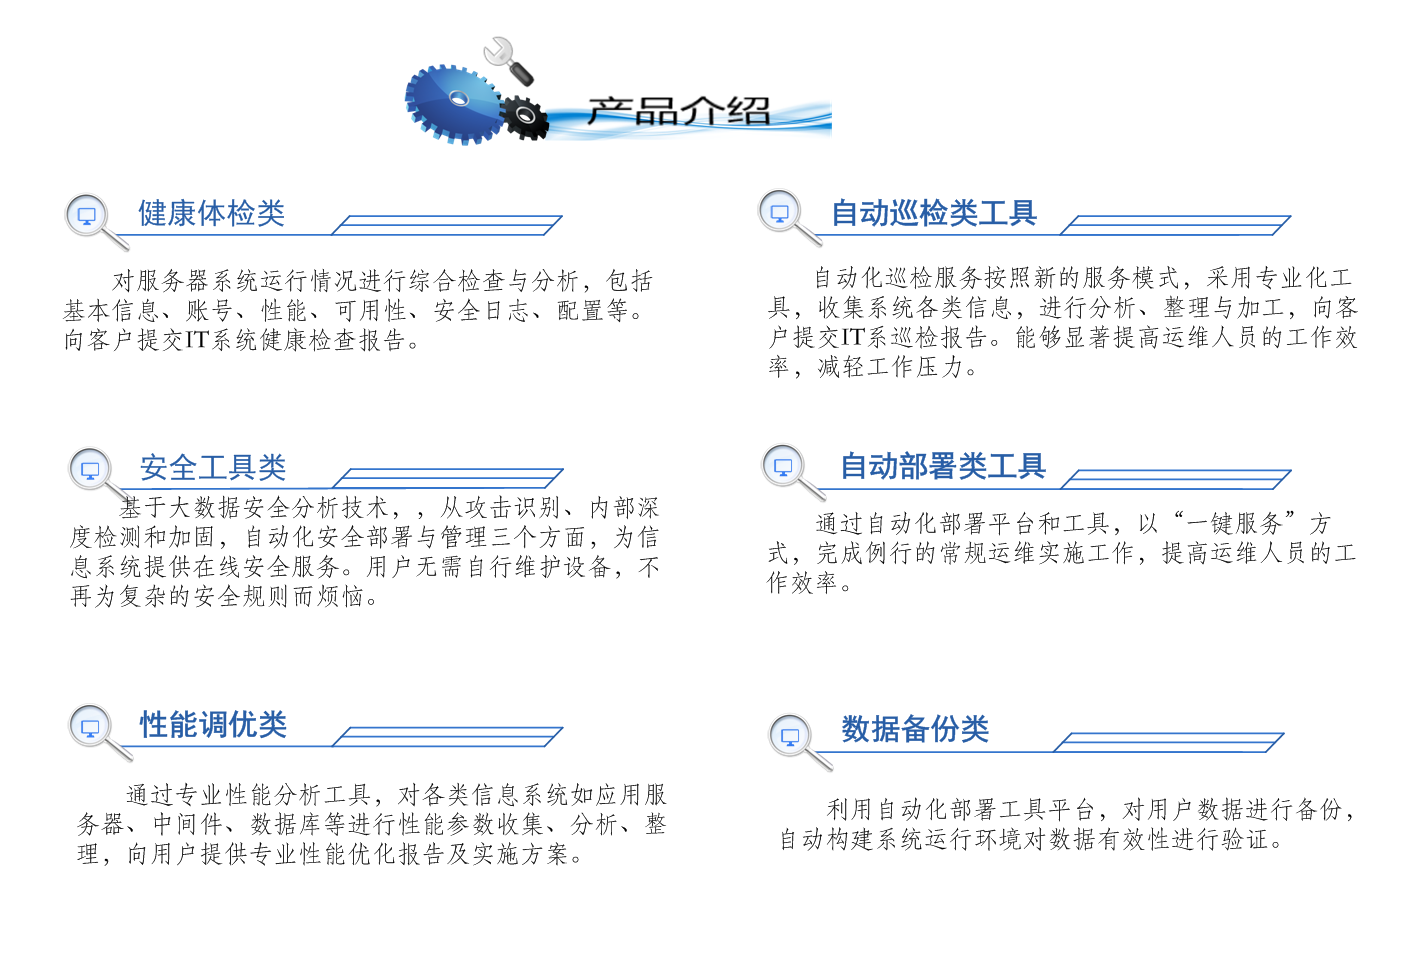 产品介绍
健康体检类
对服务器系统运行情况进行综合检查与分析，包括
基本信息、账号、性能、可用性、安全日志、配置等。
向客户提交IT系统健康检查报告。
自动巡检类工具
自动化巡检服务按照新的服务模式，采用专业化工
具，收集系统各类信息，进行分析、整理与加工，向客
户提交IT系巡检报告。能够显著提高运维人员的工作效
率，减轻工作压力。
安全工具类
基于大数据安全分析技术，，从攻击识别、内部深
度检测和加固，自动化安全部署与管理三个方面，为信
息系统提供在线安全服务。用户无需自行维护设备，不
再为复杂的安全规则而烦恼。
自动部署类工具
通过自动化部署平台和工具，以“一键服务”方
式，完成例行的常规运维实施工作，提高运维人员的工
作效率。
性能调优类
通过专业性能分析工具，对各类信息系统如应用服
务器、中间件、数据库等进行性能参数收集、分析、整
理，向用户提供专业性能优化报告及实施方案。
数据备份类
利用自动化部署工具平台，对用户数据进行备份，
自动构建系统运行环境对数据有效性进行验证。